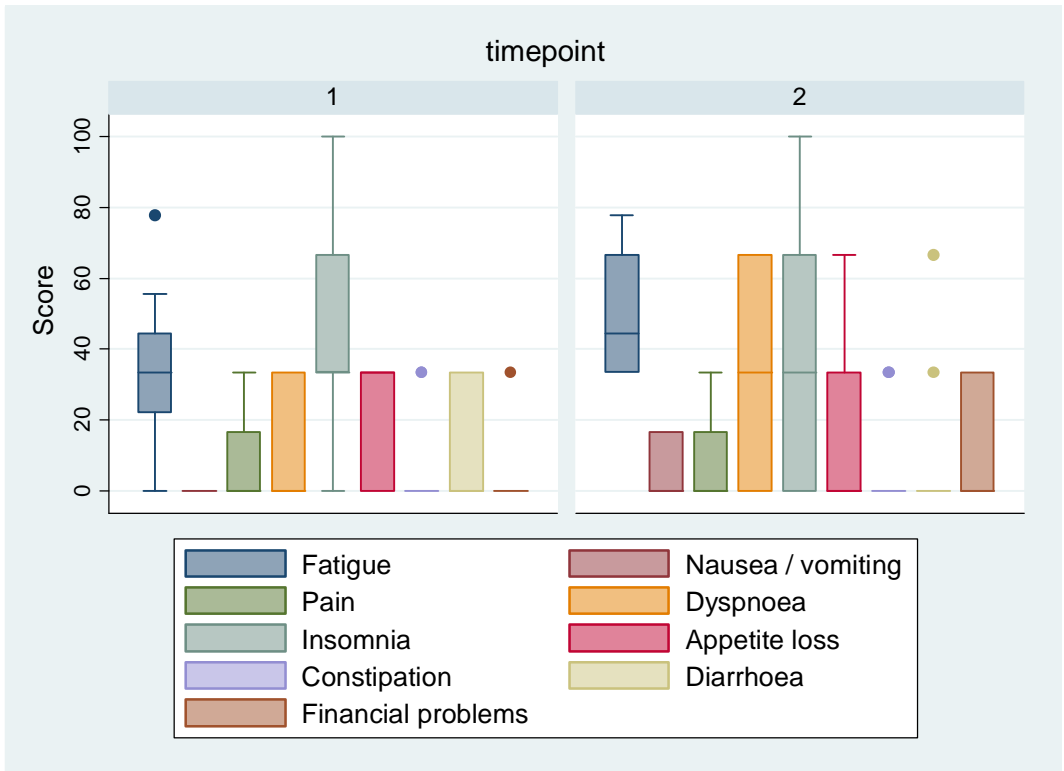 timepoint
1 2
100
80
60
40
20
0
Score
Fatigue Nausea / vomiting
Pain Dyspnoea
Insomnia Appetite loss
Constipation Diarrhoea
Financial problems